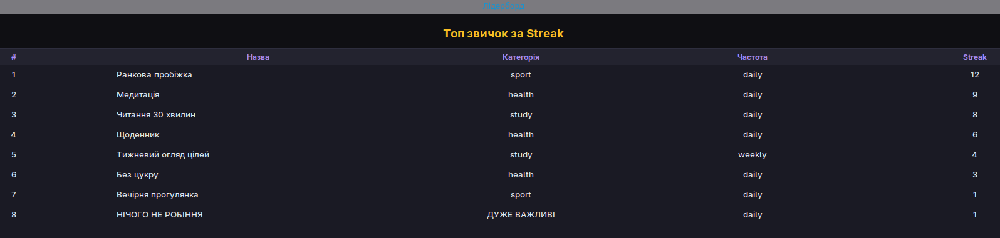 Лідерборд
Топ звичок за Streak
# Назва Категорія Частота Streak
1 Ранкова пробіжка sport daily 12
2 Медитація health daily 9
3 Читання 30 хвилин study daily 8
4 Щоденник health daily 6
5 Тижневий огляд цілей study weekly 4
6 Без цукру health daily 3
7 Вечірня прогулянка sport daily 1
8 НІЧОГО НЕ РОБІННЯ ДУЖЕ ВАЖЛИВІ daily 1